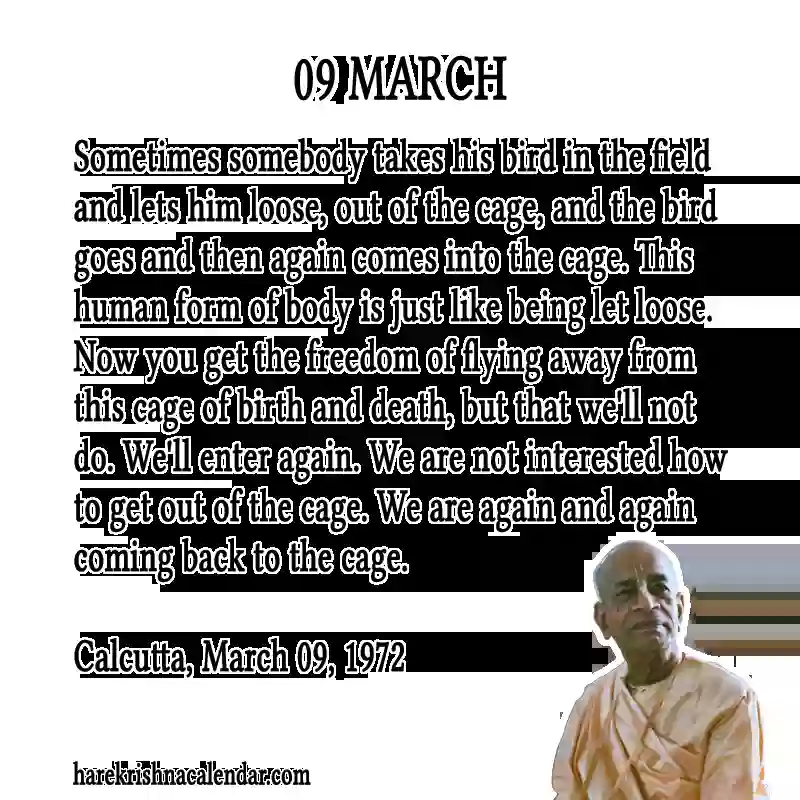 09 MARCH
Sometimes somebody takes his bird in the field
and lets him loose, out of the cage, and the bird
goes and then again comes into the cage. This
human form of body is just like being let loose.
Now you get the freedom of flying away from
this cage of birth and death, but that we'll not
do. We'll enter again. We are not interested how
to get out of the cage. We are again and again
coming back to the cage.
Calcutta, March 09, 1972
harekrishnacalendar.com